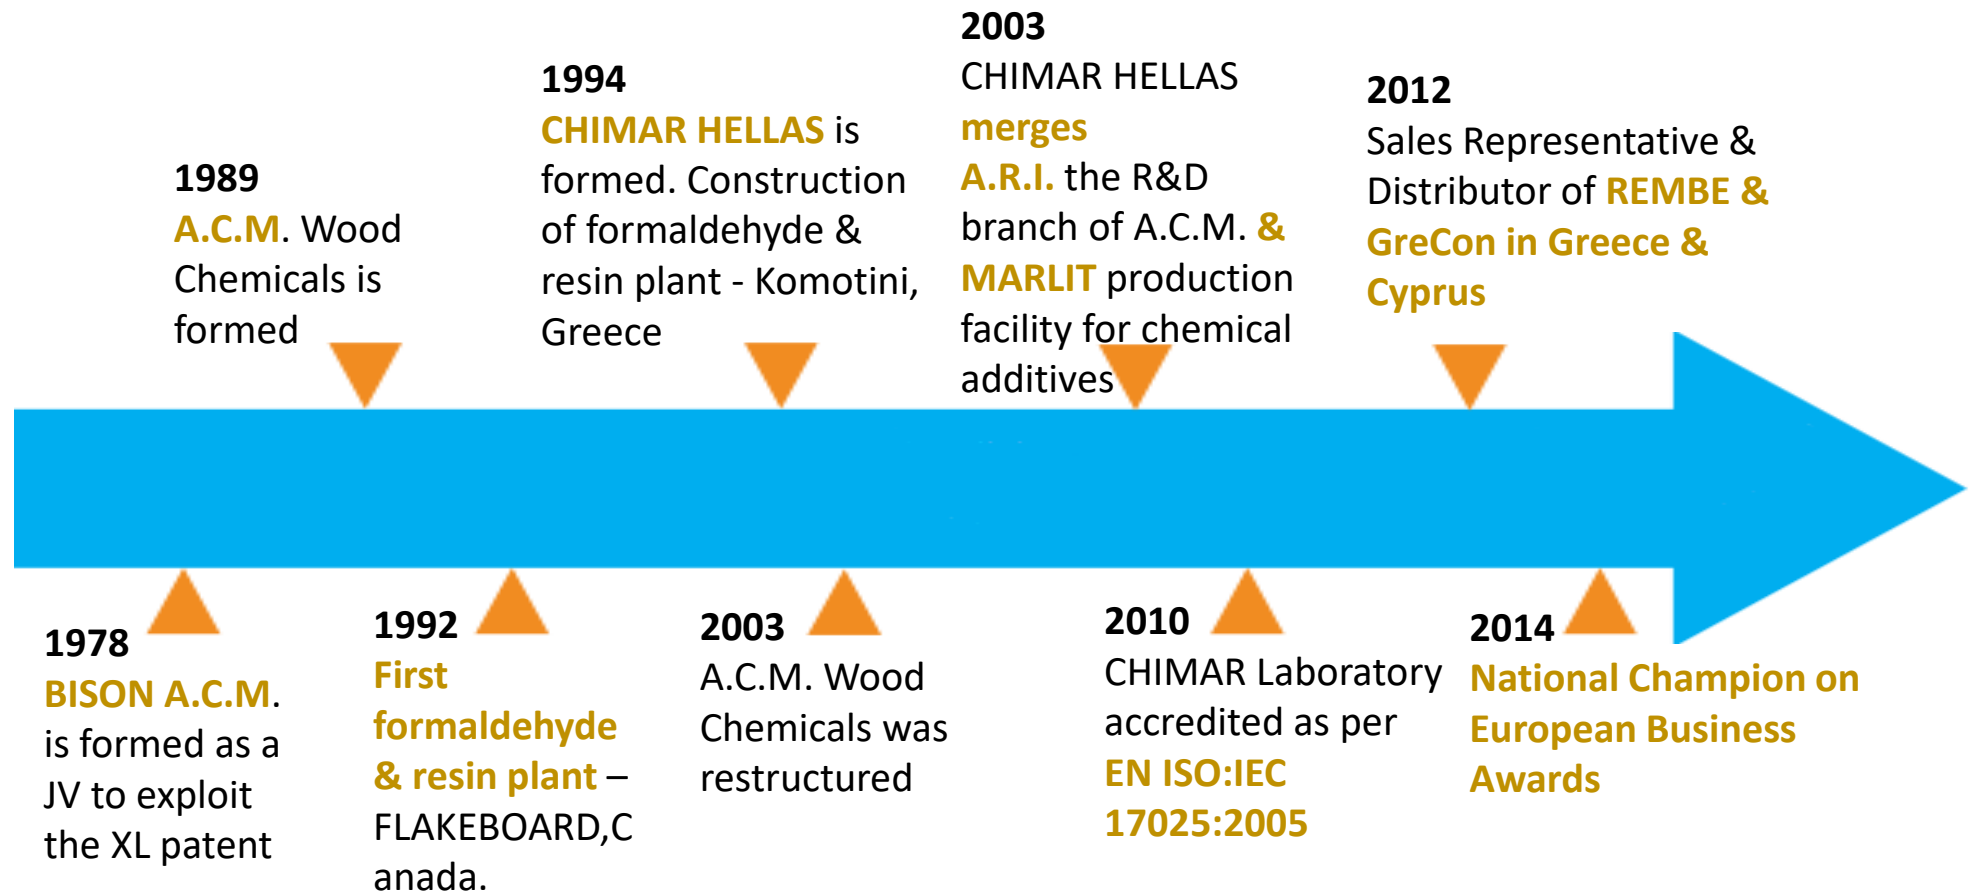 2003
CHIMAR HELLAS
merges
A.R.I. the R&D
branch of A.C.M. &
MARLIT production
facility for chemical
additives
1994
CHIMAR HELLAS is
formed. Construction
of formaldehyde &
resin plant - Komotini,
Greece
2012
Sales Representative &
Distributor of REMBE &
GreCon in Greece &
Cyprus
1989
A.C.M. Wood
Chemicals is
formed
1978
BISON A.C.M.
is formed as a
JV to exploit
the XL patent
1992
First
formaldehyde
& resin plant –
FLAKEBOARD,C
anada.
2003
A.C.M. Wood
Chemicals was
restructured
2010
CHIMAR Laboratory
accredited as per
EN ISO:IEC
17025:2005
2014
National Champion on
European Business
Awards